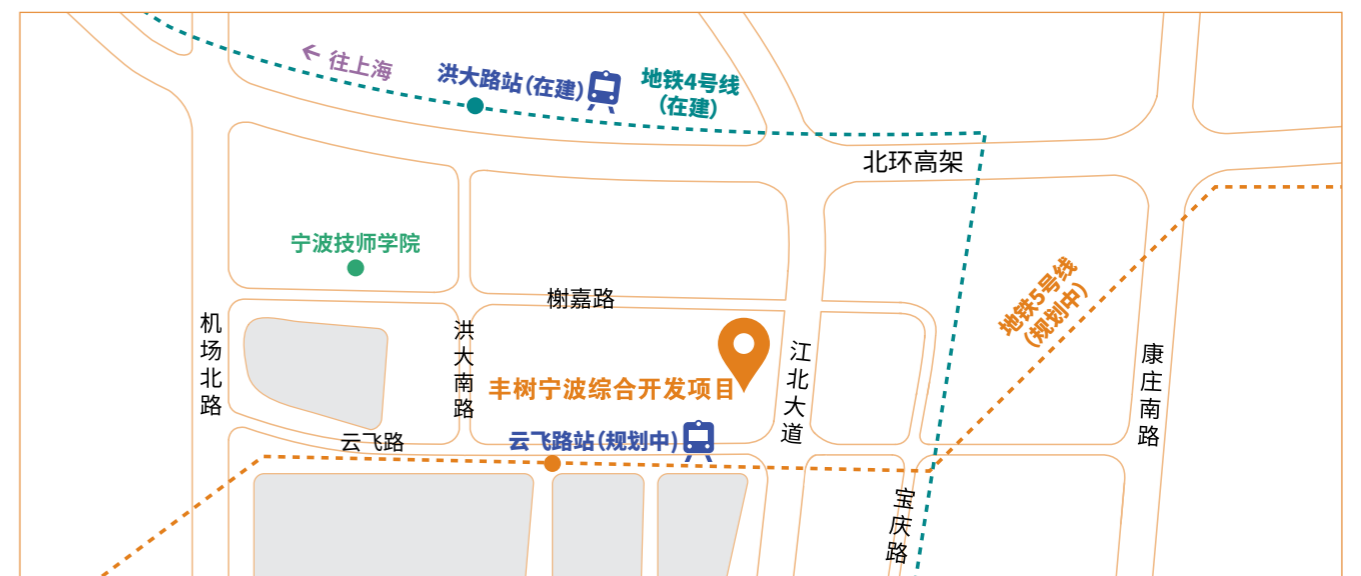 ← 往上海
洪大路站(在建)
地铁4号线
(在建)
北环高架
宁波技师学院
地铁5号线
(规划中)
榭嘉路
机场北路
洪大南路
江北大道
康庄南路
丰树宁波综合开发项目
云飞路
云飞路站(规划中)
宝庆路